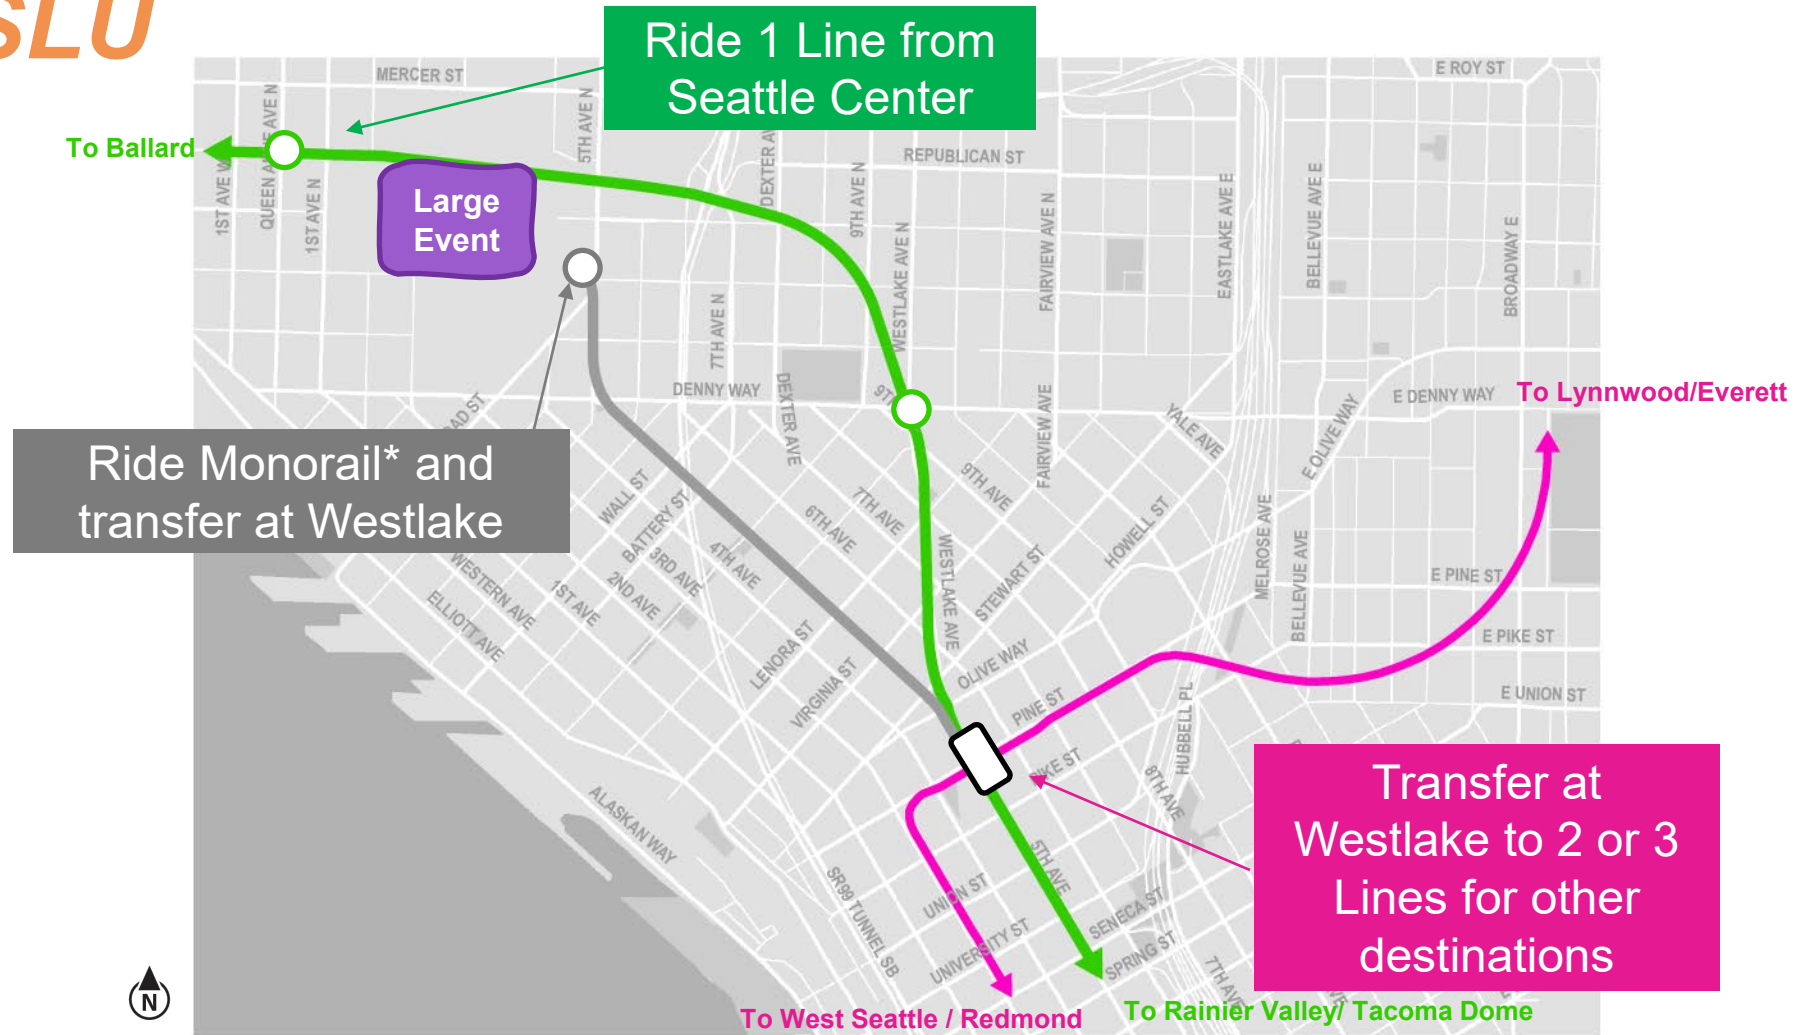 SLU
Ride 1 Line from
Seattle Center
MERCER ST
E ROY ST
To Ballard
1ST AVE W
QUEEN ANNE AVE N
1ST AVE N
5TH AVE N
DEXTER AV
9TH AVE N
REPUBLICAN ST
WESTLAKE AVE N
FAIRVIEW AVE N
EASTLAKE AVE E
BELLEVUE AVE E
BROADWAY E
Large
Event
7TH AVE N
DENNY WAY
DEXTER AVE
9TH
FAIRVIEW AVE
YALE AVE
E OLIVE WAY
E DENNY WAY
To Lynnwood/Everett
Ride Monorail* and
transfer at Westlake
WALL ST
BATTERY ST
3RD AVE
2ND AVE
1ST AVE
WESTERN AVE
ELLIOTT AVE
4TH AVE
6TH AVE
7TH AVE
9TH AVE
WESTLAKE AVE
STEWART ST
HOWELL ST
MELROSE AVE
BELLEVUE AVE
E PINE ST
E PIKE ST
E UNION ST
LENORA ST
VIRGINIA ST
OLIVE WAY
PINE ST
PIKE ST
HUBBELL PL
8TH AVE
ALASKAN WAY
SR99 TUNNEL SB
UNION ST
UNIVERSITY ST
5TH AVE
SENECA ST
SPRING ST
7TH AVE
Transfer at
Westlake to 2 or 3
Lines for other
destinations
N
To West Seattle / Redmond
To Rainier Valley/ Tacoma Dome